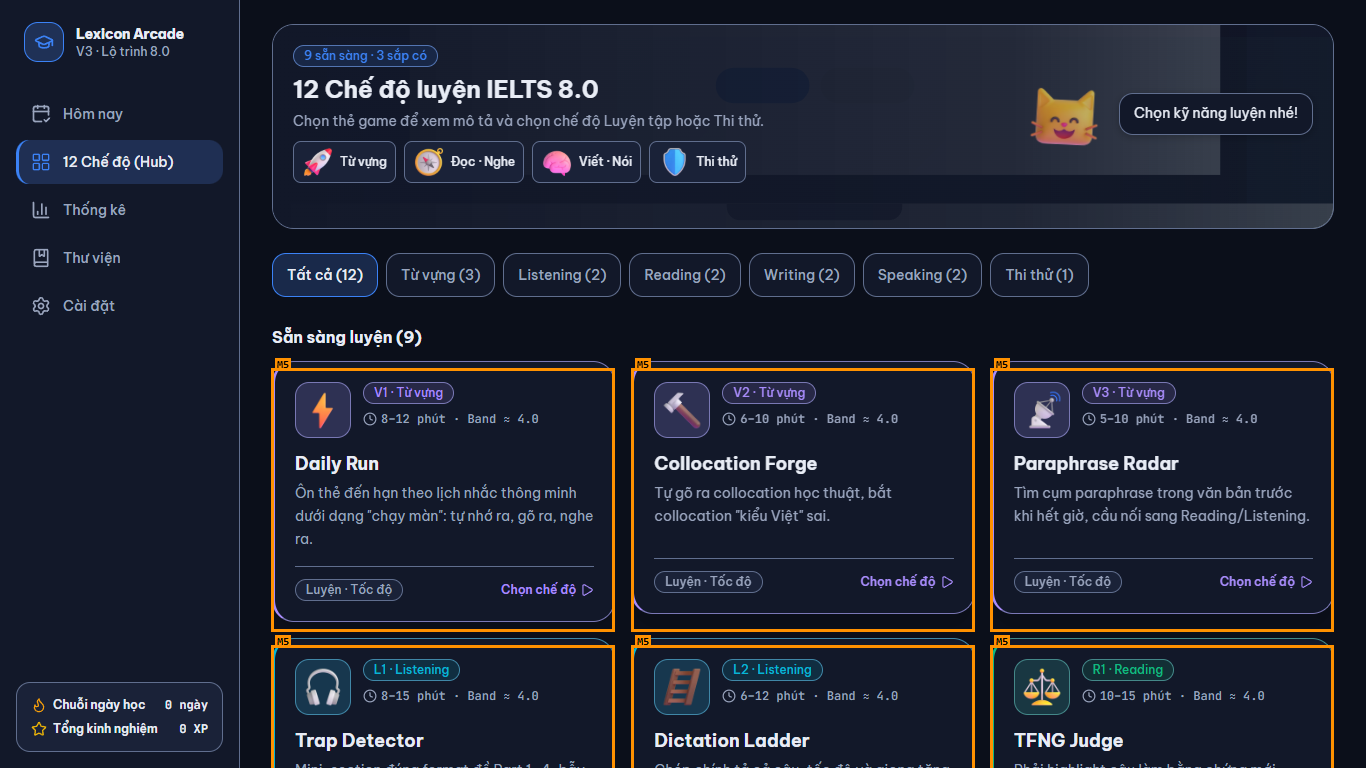 Lexicon Arcade
V3 · Lộ trình 8.0
Hôm nay
12 Chế độ (Hub)
Thống kê
Thư viện
Cài đặt
Chuỗi ngày học 0 ngày
Tổng kinh nghiệm 0 XP
9 sẵn sàng · 3 sắp có
12 Chế độ luyện IELTS 8.0
Chọn thẻ game để xem mô tả và chọn chế độ Luyện tập hoặc Thi thử.
Từ vựng
Đọc · Nghe
Viết · Nói
Thi thử
Chọn kỹ năng luyện nhé!
Tất cả (12)
Từ vựng (3)
Listening (2)
Reading (2)
Writing (2)
Speaking (2)
Thi thử (1)
Sẵn sàng luyện (9)
M5
V1 · Từ vựng
8–12 phút · Band ≈ 4.0
Daily Run
Ôn thẻ đến hạn theo lịch nhắc thông minh
dưới dạng "chạy màn": tự nhớ ra, gõ ra, nghe
ra.
Luyện · Tốc độ
Chọn chế độ
M5
V2 · Từ vựng
6–10 phút · Band ≈ 4.0
Collocation Forge
Tự gõ ra collocation học thuật, bắt
collocation "kiểu Việt" sai.
Luyện · Tốc độ
Chọn chế độ
M5
V3 · Từ vựng
5–10 phút · Band ≈ 4.0
Paraphrase Radar
Tìm cụm paraphrase trong văn bản trước
khi hết giờ, cầu nối sang Reading/Listening.
Luyện · Tốc độ
Chọn chế độ
M5
L1 · Listening
8–15 phút · Band ≈ 4.0
Trap Detector
M5
L2 · Listening
6–12 phút · Band ≈ 4.0
Dictation Ladder
M5
R1 · Reading
10–15 phút · Band ≈ 4.0
TFNG Judge